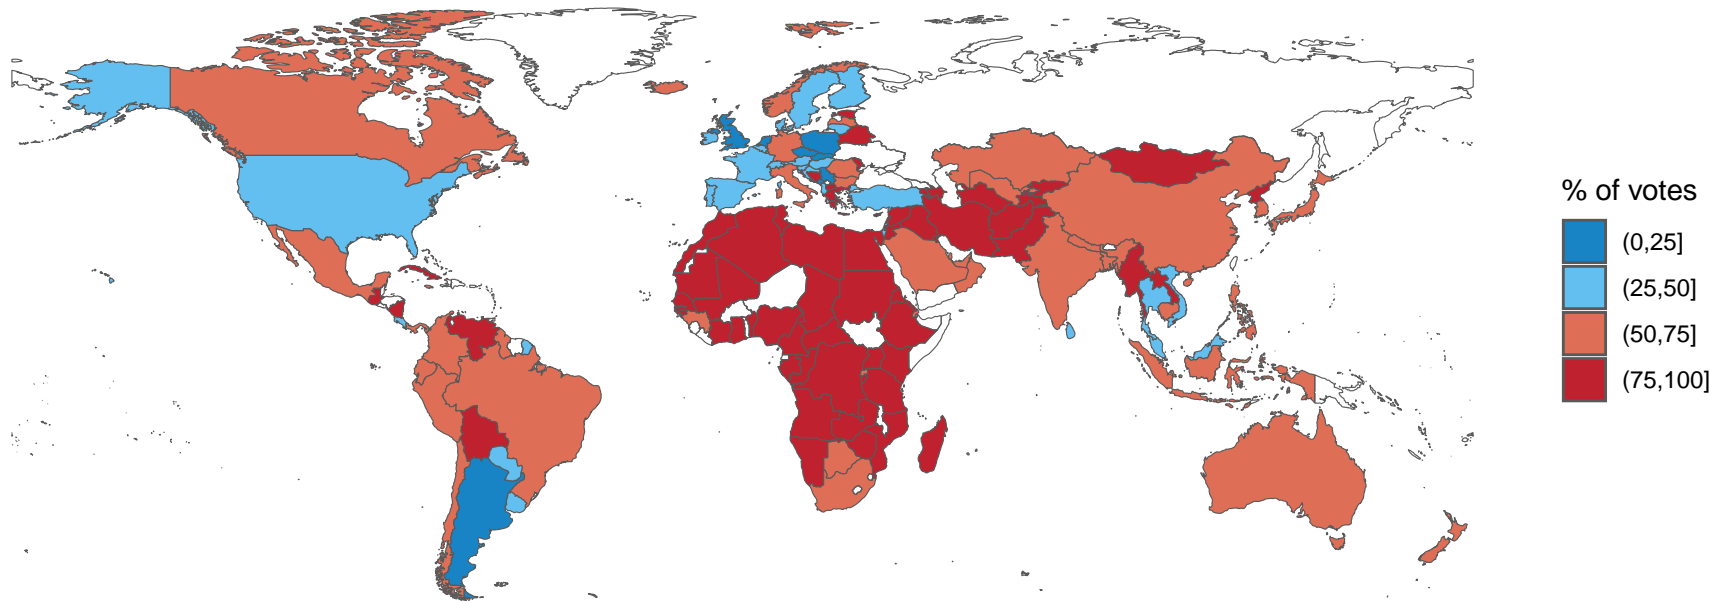 % of votes
(0,25]
(25,50]
(50,75]
(75,100]